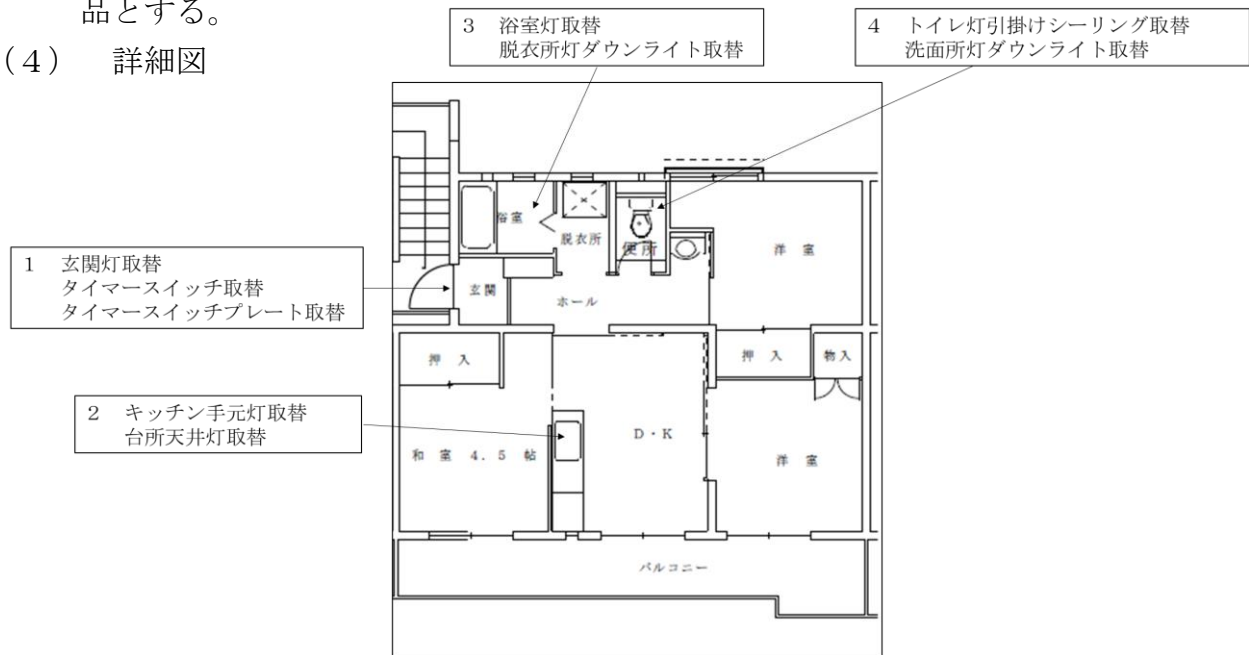 品とする。
(4) 詳細図
3 浴室灯取替
脱衣所灯ダウンライト取替
4 トイレ灯引掛けシーリング取替
洗面所灯ダウンライト取替
1 玄関灯取替
タイマースイッチ取替
タイマースイッチプレート取替
2 キッチン手元灯取替
台所天井灯取替
浴室
脱衣所
便所
洋室
玄関
ホール
押入
押入
物入
和室 4.5 帖
D・K
洋室
バルコニー